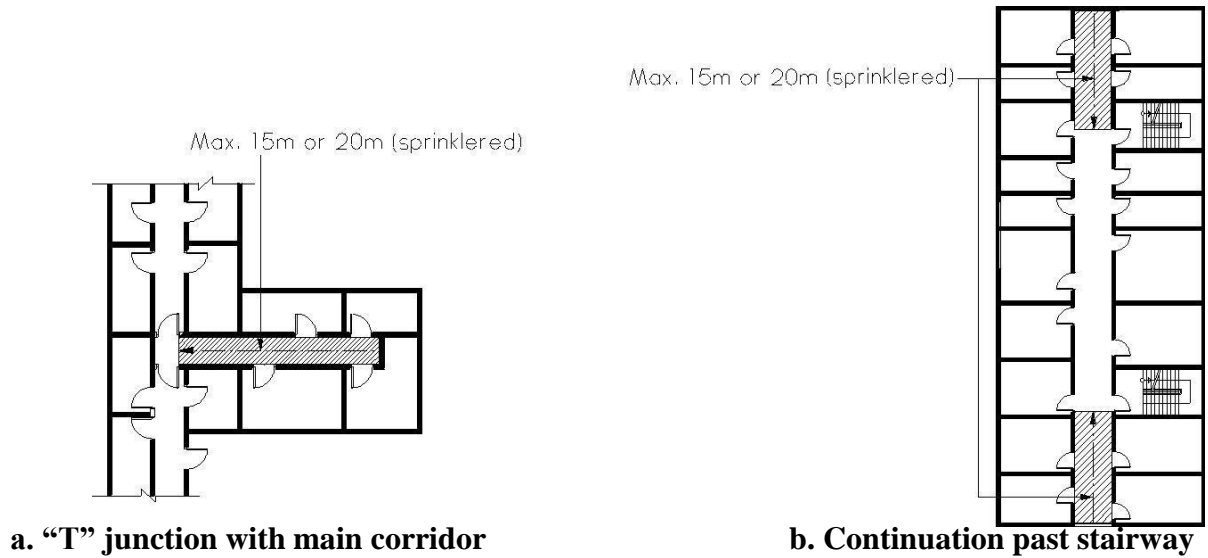 Max. 15m or 20m (sprinklered)
Max. 15m or 20m (sprinklered)
a. “T” junction with main corridor
b. Continuation past stairway